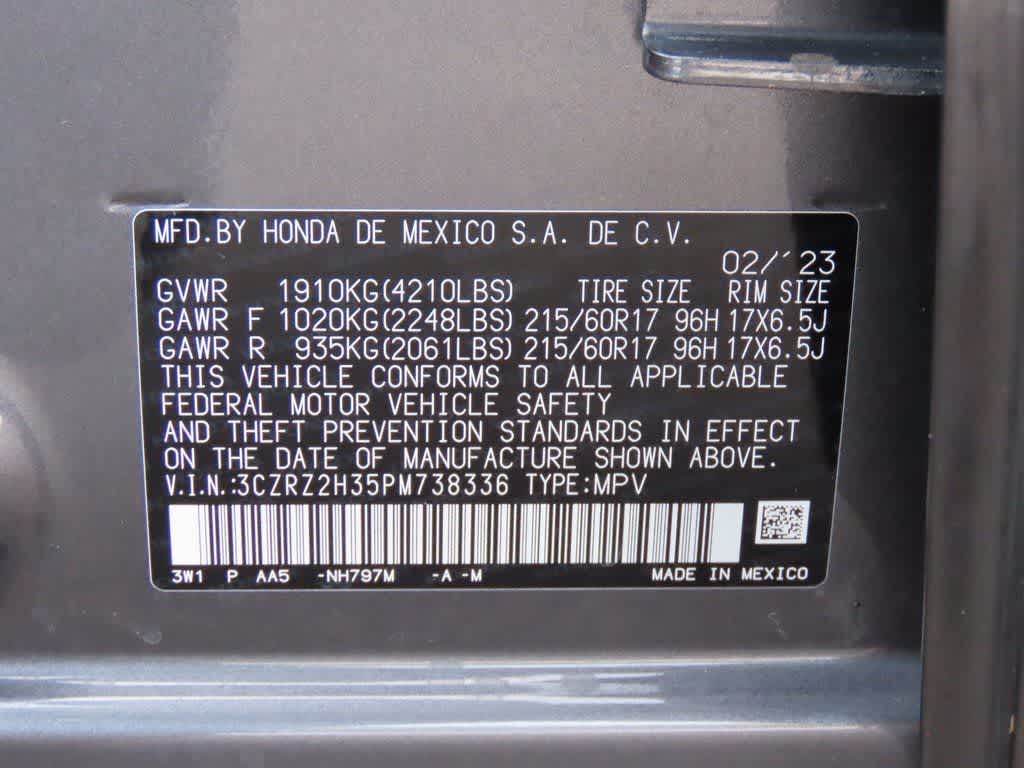 MFD.BY HONDA DE MEXICO S.A. DE C.V.
02/'23
GVWR 1910KG(4210LBS) TIRE SIZE RIM SIZE
GAWR F 1020KG(2248LBS) 215/60R17 96H 17X6.5J
GAWR R 935KG(2061LBS) 215/60R17 96H 17X6.5J
THIS VEHICLE CONFORMS TO ALL APPLICABLE
FEDERAL MOTOR VEHICLE SAFETY
AND THEFT PREVENTION STANDARDS IN EFFECT
ON THE DATE OF MANUFACTURE SHOWN ABOVE.
V.I.N.:3CZRZ2H35PM738336 TYPE:MPV
3W1 P AA5 -NH797M -A -M MADE IN MEXICO